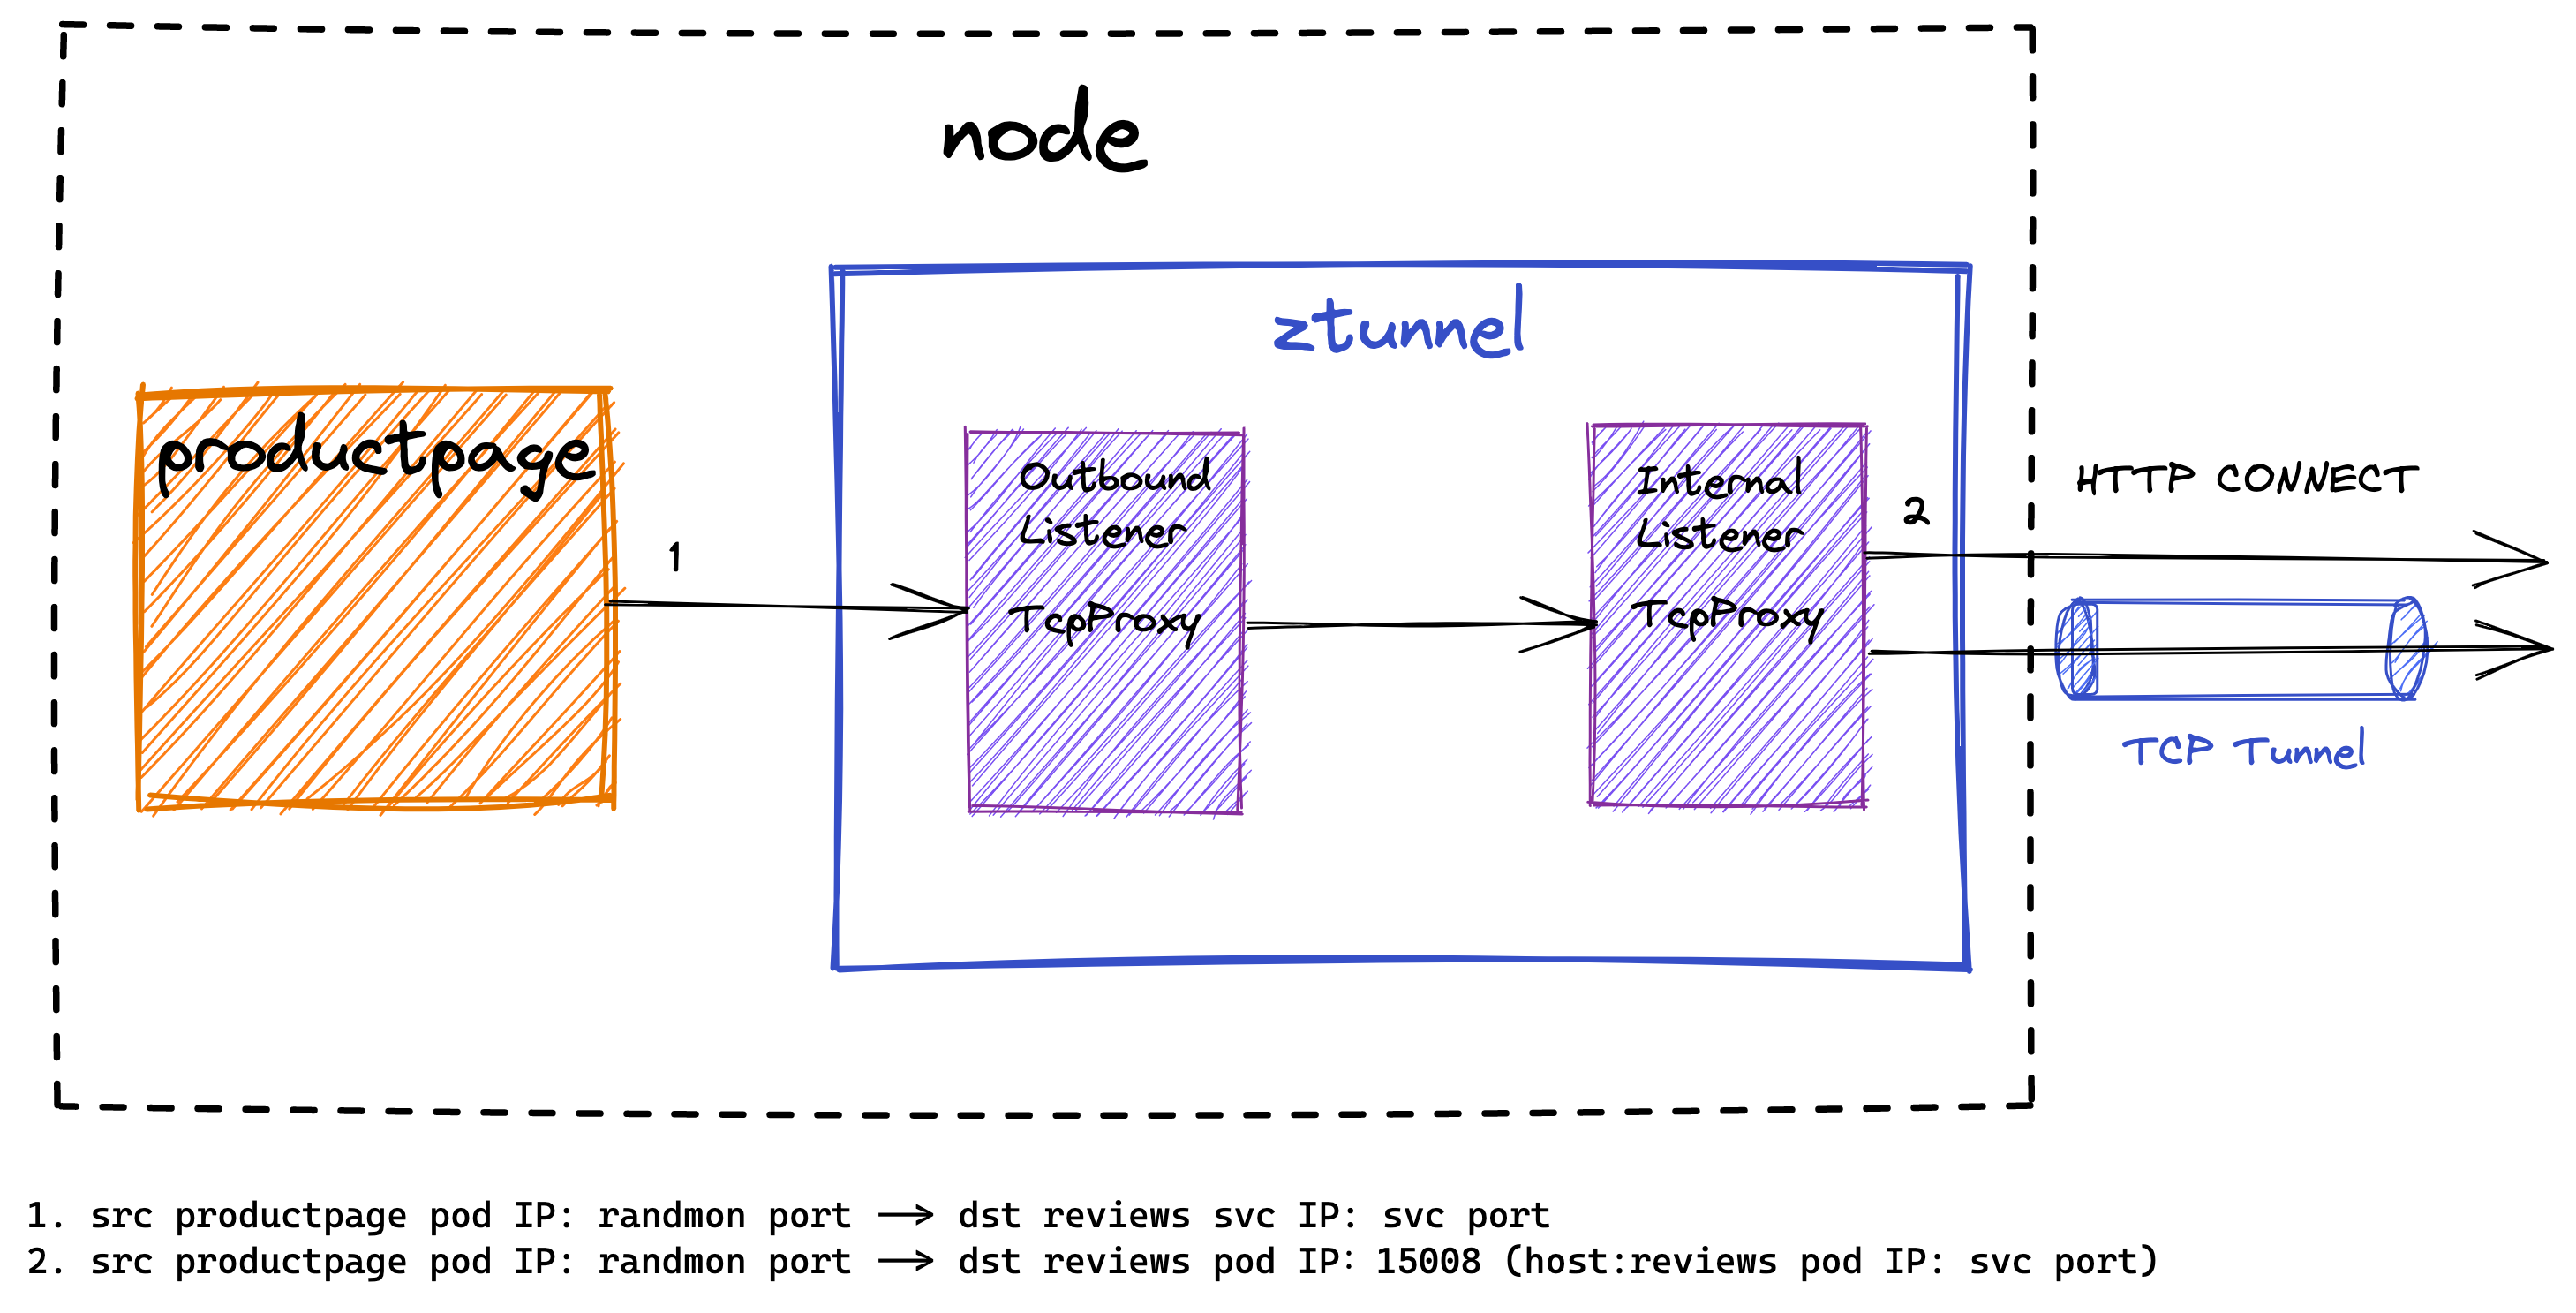 node
ztunnel
productpage
1
Outbound
Listener
TcpProxy
Internal
Listener
TcpProxy
2
HTTP CONNECT
TCP Tunnel
1. src productpage pod IP: randmon port → dst reviews svc IP: svc port
2. src productpage pod IP: randmon port → dst reviews pod IP: 15008 (host:reviews pod IP: svc port)